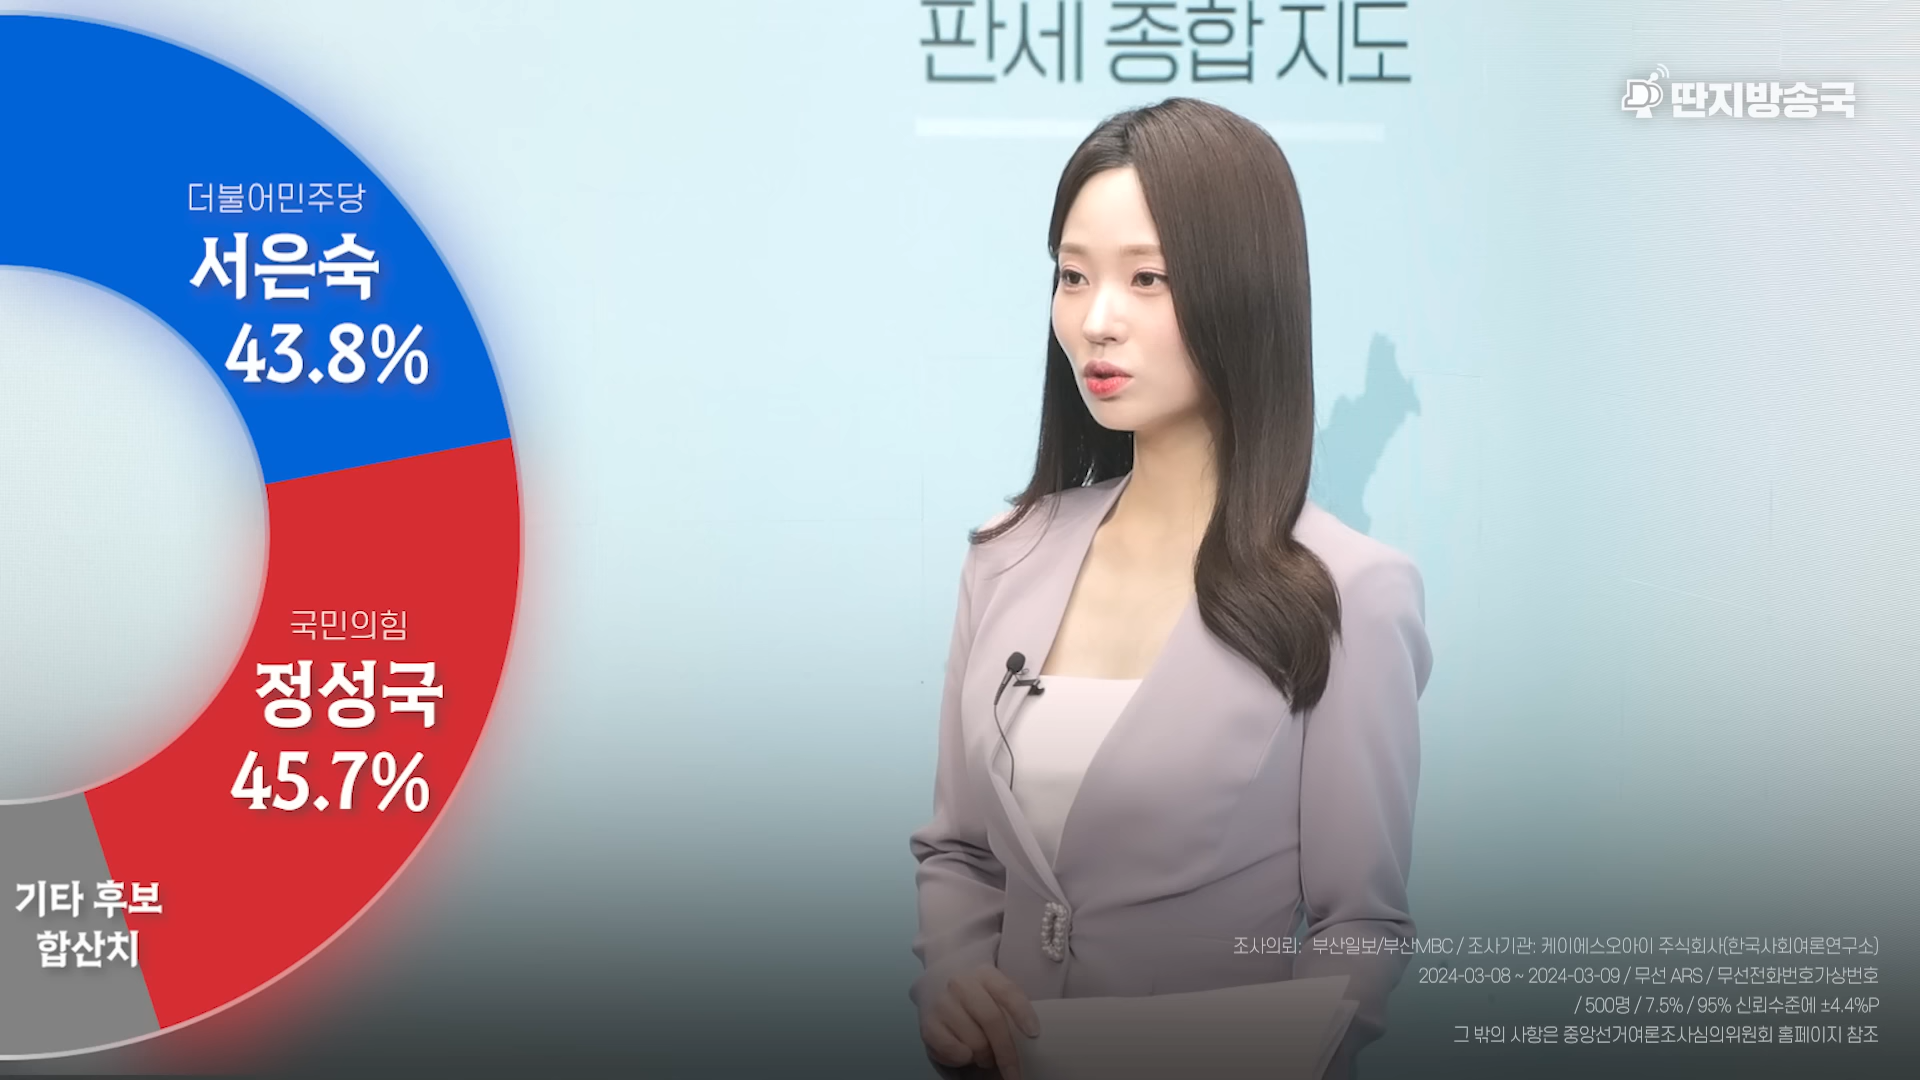 판세 종합 지도
딴지방송국
더불어민주당
서은숙
43.8%
국민의힘
정성국
45.7%
기타 후보
합산치
조사의뢰: 부산일보/부산MBC / 조사기관: 케이에스오아이 주식회사(한국사회여론연구소)
2024-03-08 ~ 2024-03-09 / 무선 ARS / 무선전화번호가상번호
/ 500명 / 7.5% / 95% 신뢰수준에 ±4.4%P
그 밖의 사항은 중앙선거여론조사심의위원회 홈페이지 참조